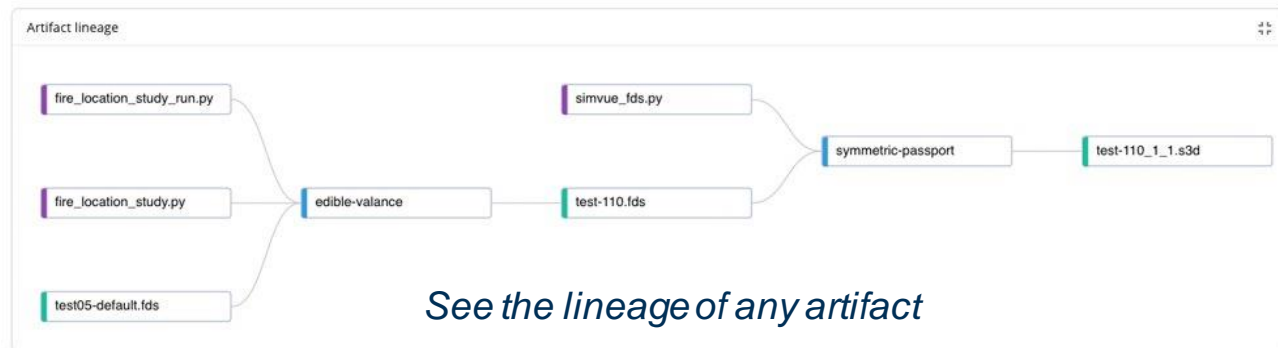 Artifact lineage
fire_location_study_run.py
simvue_fds.py
symmetric-passport
test-110_1_1.s3d
fire_location_study.py
edible-valance
test-110.fds
test05-default.fds
See the lineage of any artifact